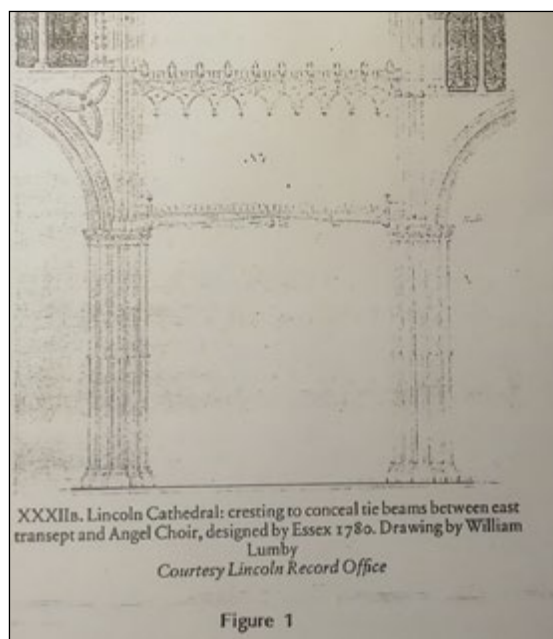 XXXIIB. Lincoln Cathedral: cresting to conceal tie beams between east
transept and Angel Choir, designed by Essex 1780. Drawing by William
Lumby
Courtesy Lincoln Record Office
Figure 1